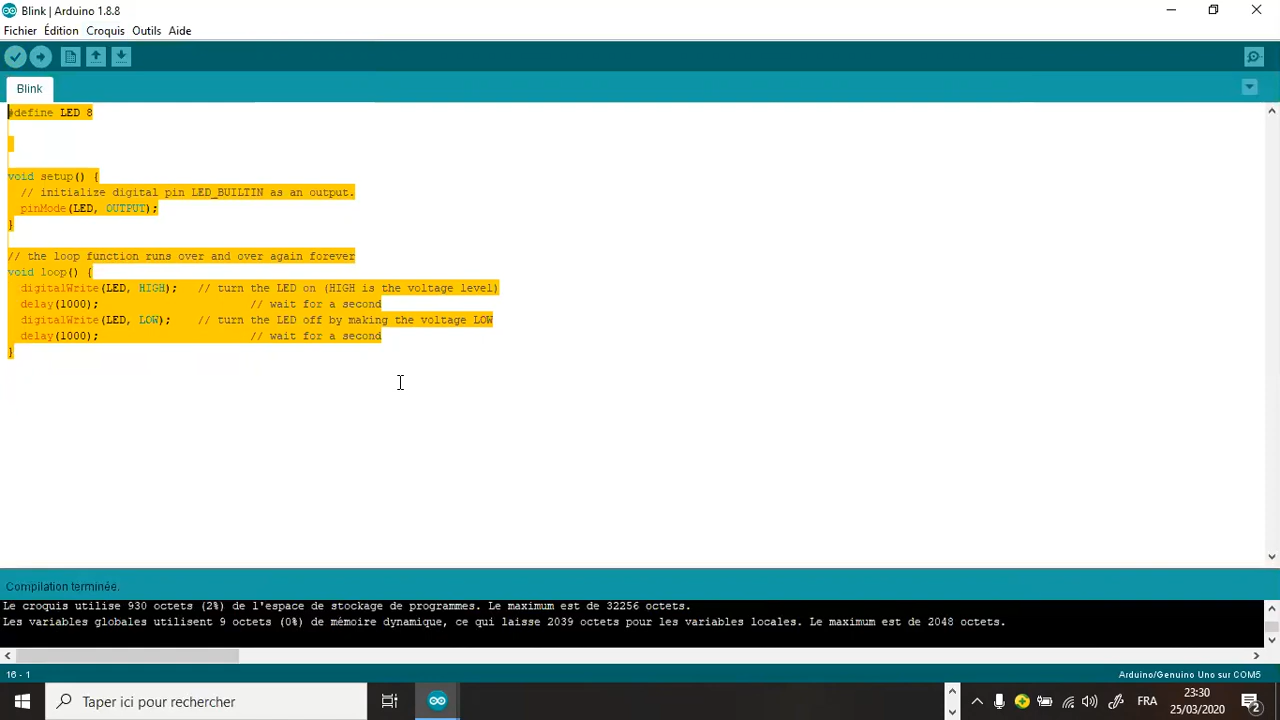 Blink | Arduino 1.8.8
Fichier Édition Croquis Outils Aide
Blink
#define LED 8
void setup() {
// initialize digital pin LED_BUILTIN as an output.
pinMode(LED, OUTPUT);
}
// the loop function runs over and over again forever
void loop() {
digitalWrite(LED, HIGH); // turn the LED on (HIGH is the voltage level)
delay(1000); // wait for a second
digitalWrite(LED, LOW); // turn the LED off by making the voltage LOW
delay(1000); // wait for a second
}
Compilation terminée.
Le croquis utilise 930 octets (2%) de l'espace de stockage de programmes. Le maximum est de 32256 octets.
Les variables globales utilisent 9 octets (0%) de mémoire dynamique, ce qui laisse 2039 octets pour les variables locales. Le maximum est de 2048 octets.
16 - 1 Arduino/Genuino Uno sur COM5
Taper ici pour rechercher
FRA
23:30
25/03/2020
2